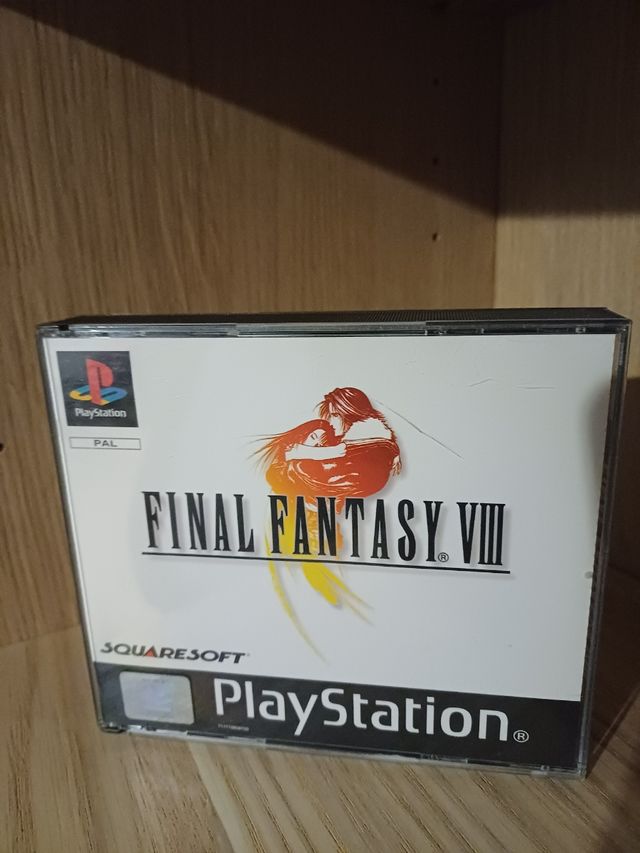 PlayStation
PAL
FINAL FANTASY® VIII
SQUARESOFT
PlayStation®